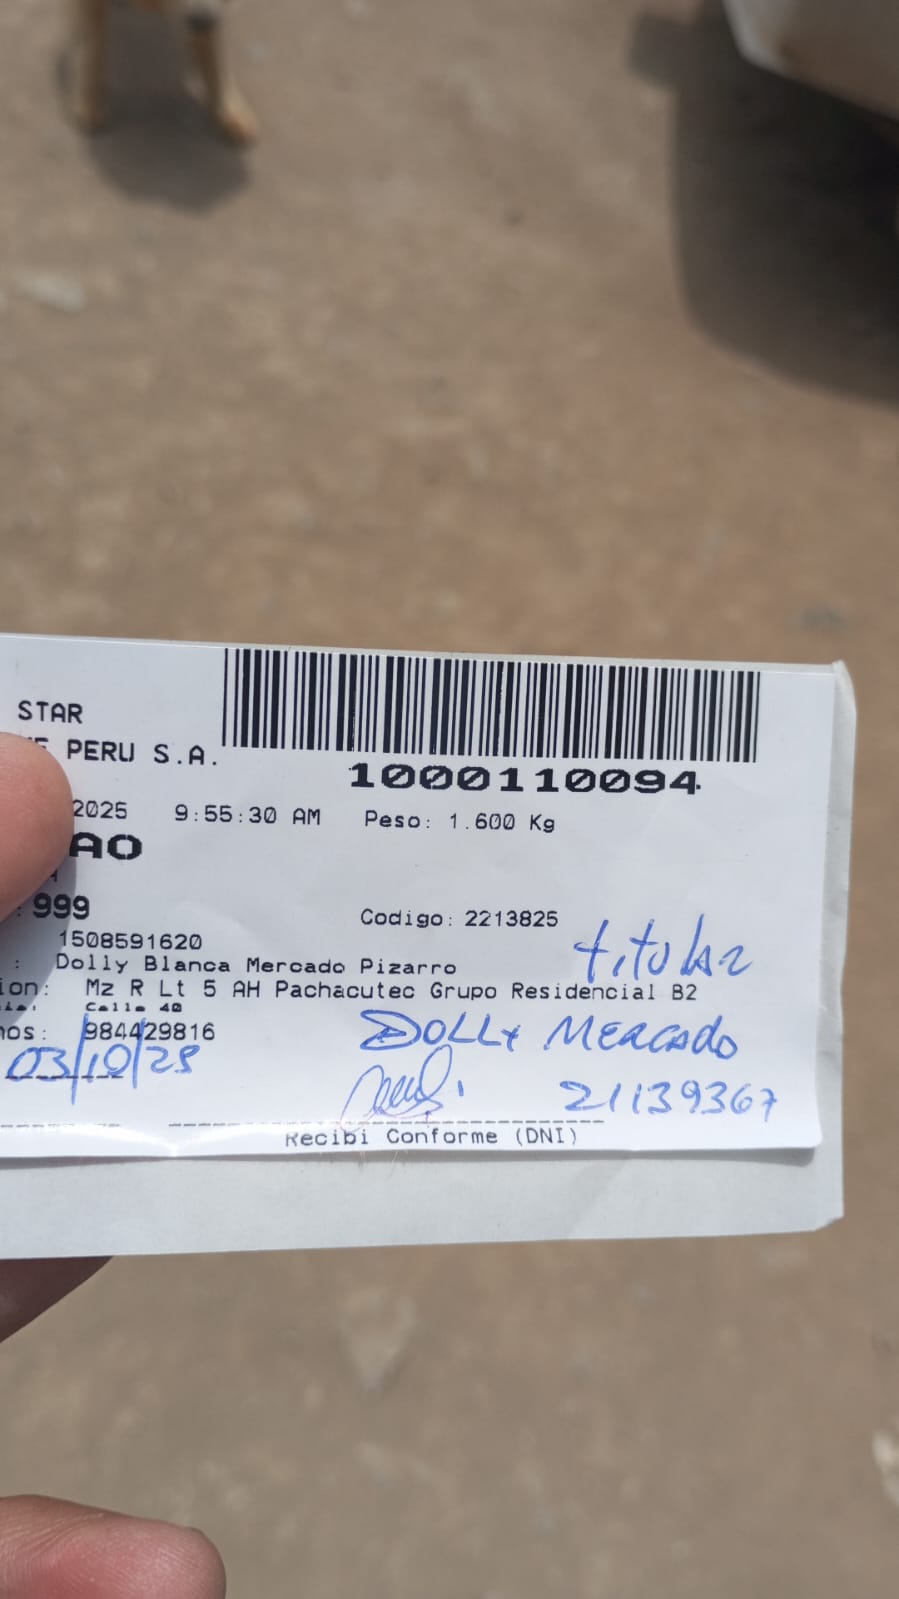 STAR
PERU S.A.
1000110094
2025 9:55:30 AM Peso: 1.600 Kg
AO
: 999
Codigo: 2213825
1508591620
titular
: Dolly Blanca Mercado Pizarro
ion: Mz R Lt 5 AH Pachacutec Grupo Residencial B2
Calle 40
nos: 984429816
DOLLY MERCADO
03/10/25
21139367
Recibi Conforme (DNI)